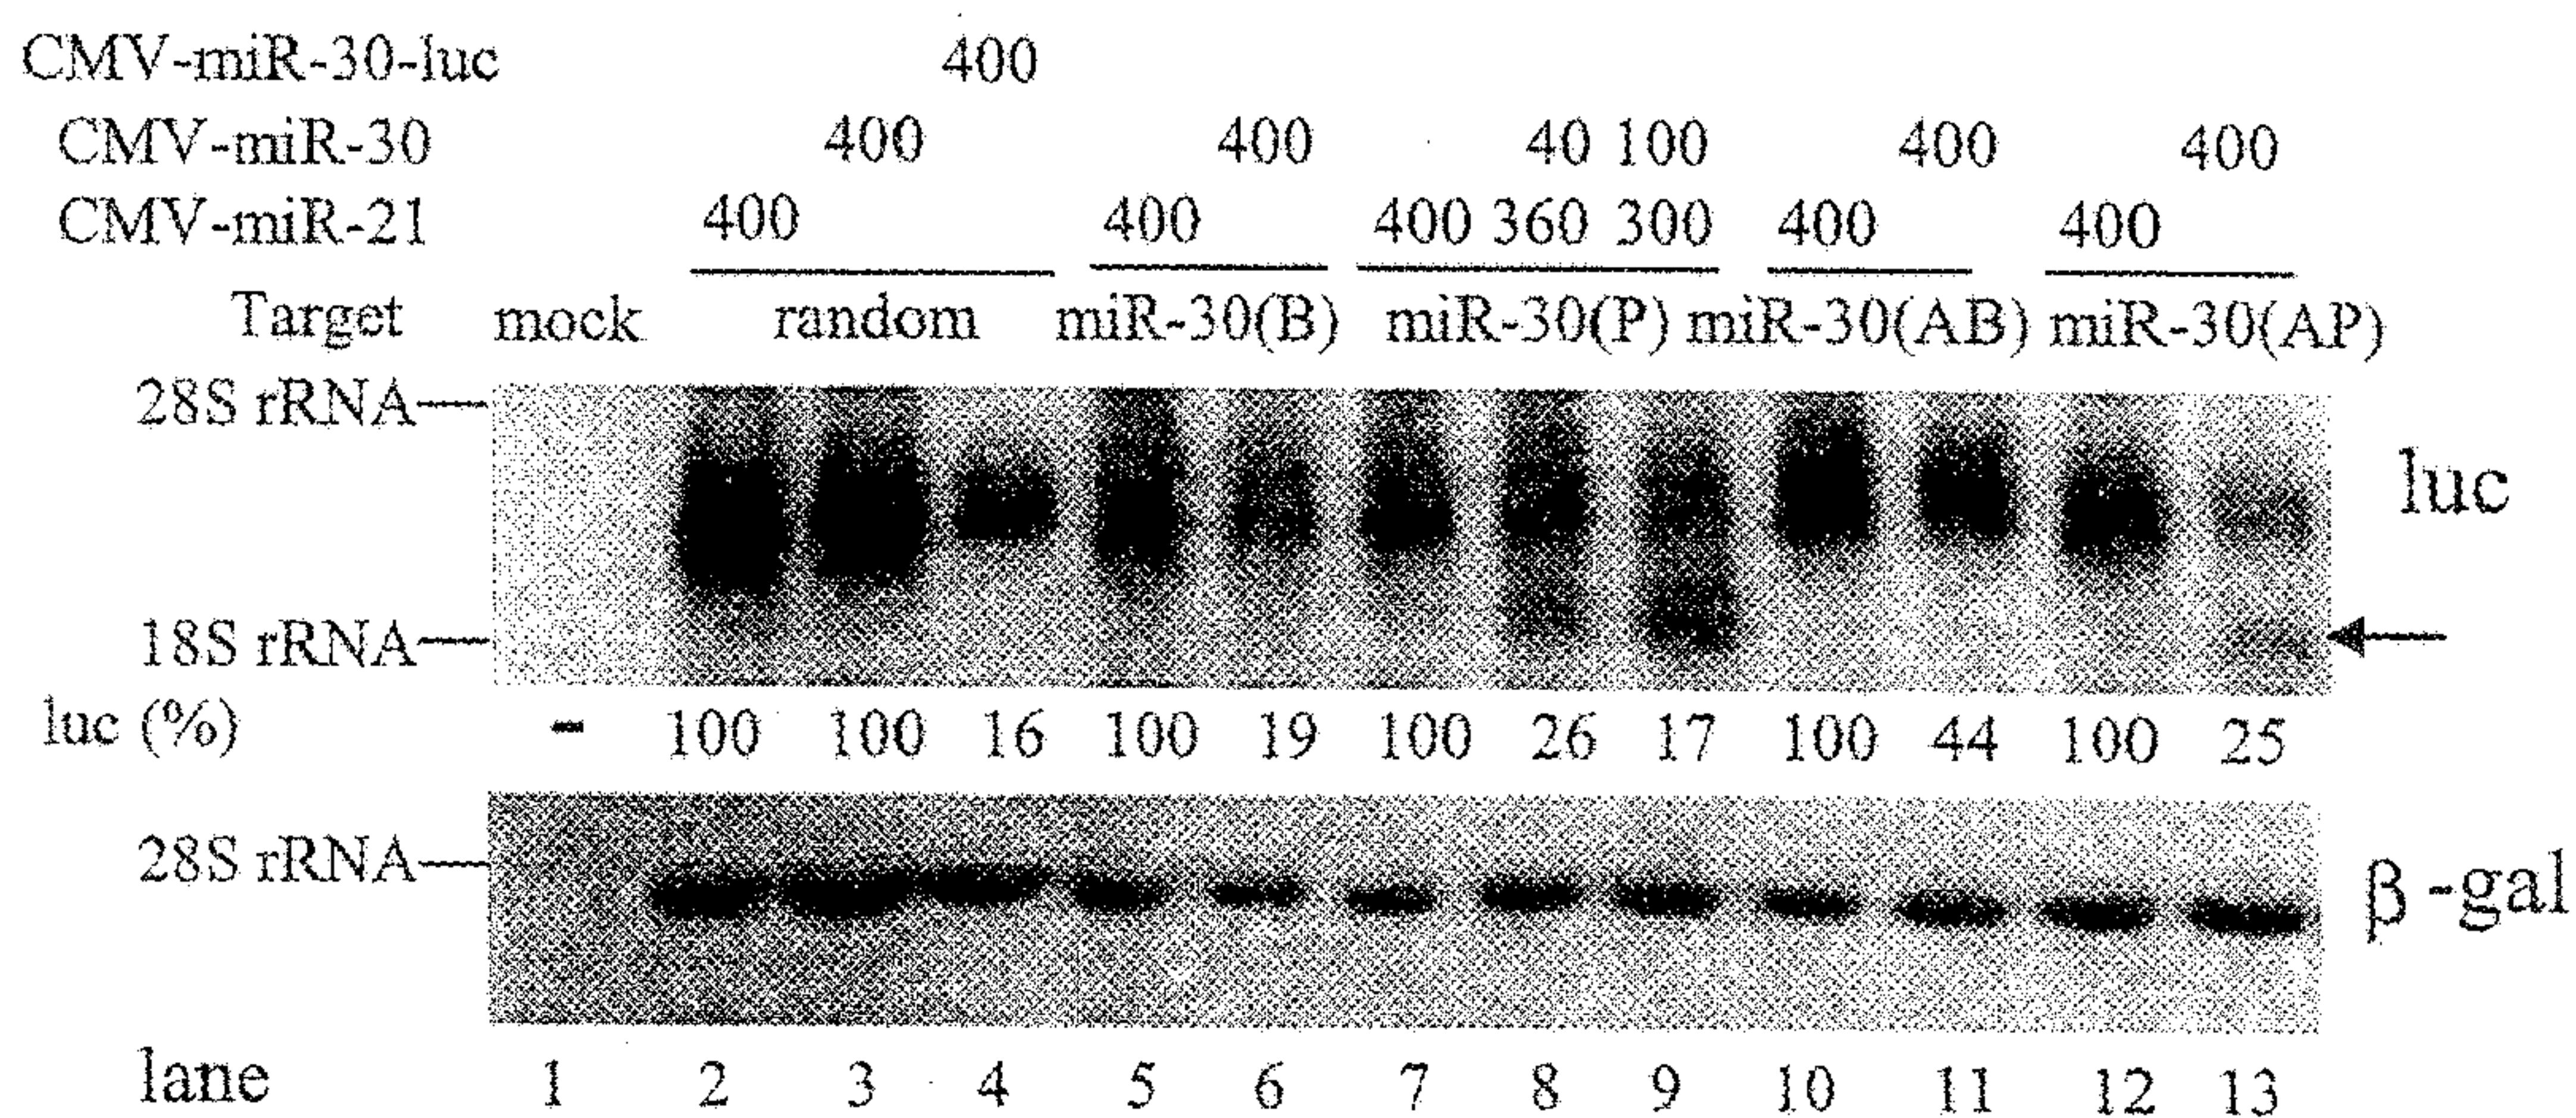 CMV-miR-30-luc 400
CMV-miR-30 400 400 40 100 400 400
CMV-miR-21 400 400 400 360 300 400 400
Target mock random miR-30(B) miR-30(P) miR-30(AB) miR-30(AP)
28S rRNA
luc
18S rRNA
luc (%) - 100 100 16 100 19 100 26 17 100 44 100 25
28S rRNA
β-gal
lane 1 2 3 4 5 6 7 8 9 10 11 12 13